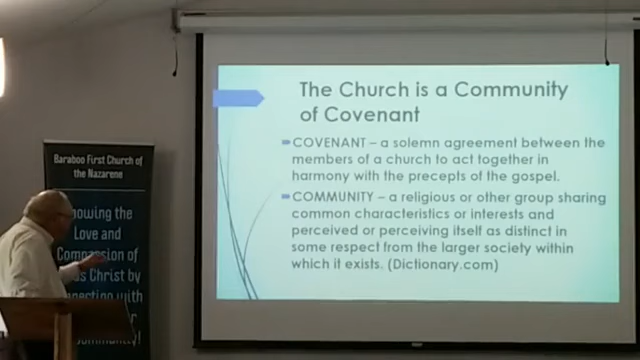 The Church is a Community
of Covenant
COVENANT – a solemn agreement between the
members of a church to act together in
harmony with the precepts of the gospel.
COMMUNITY – a religious or other group sharing
common characteristics or interests and
perceived or perceiving itself as distinct in
some respect from the larger society within
which it exists. (Dictionary.com)
Baraboo First Church of
the Nazarene
the
Love and
of
Christ by
with